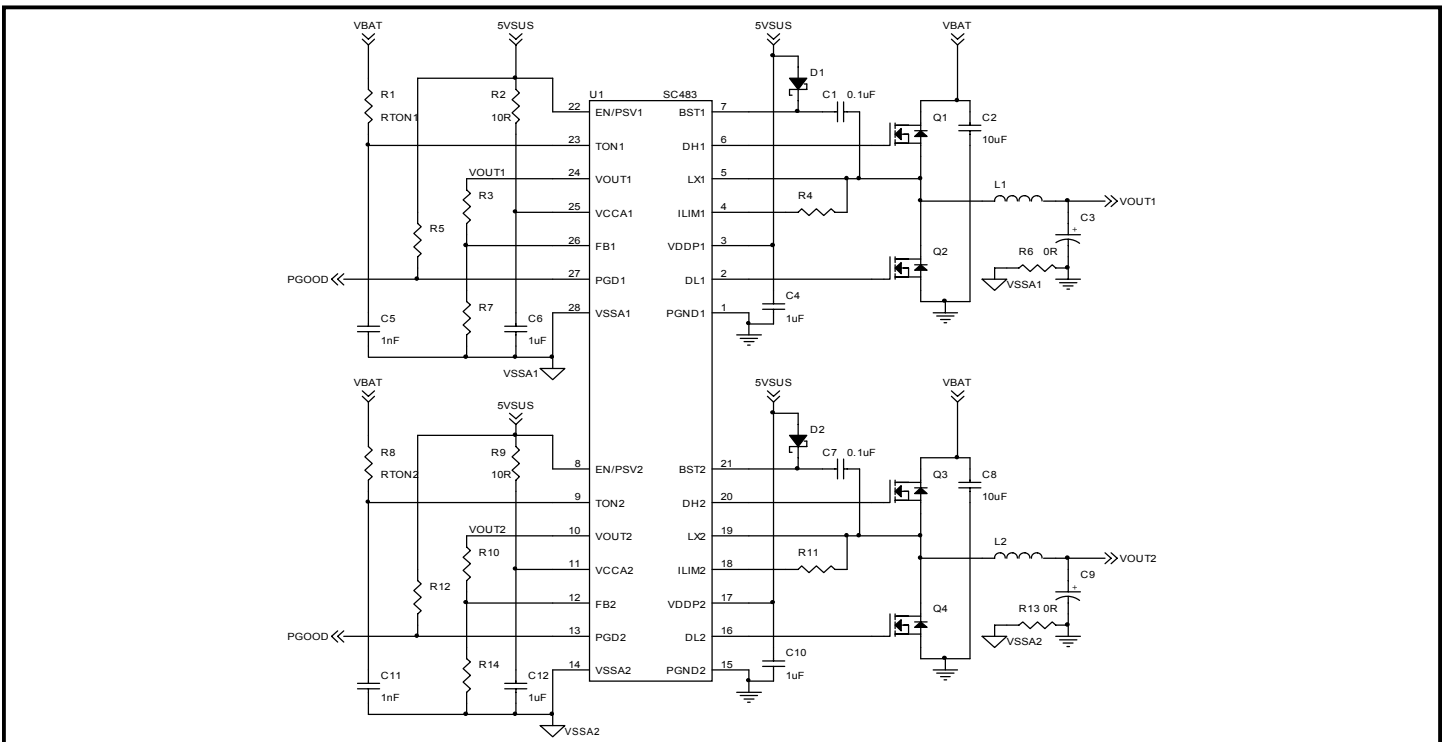 VBAT
5VSUS
5VSUS
VBAT
R1
RTON1
R2
10R
U1
SC483
D1
C1 0.1uF
Q1
C2
10uF
22 EN/PSV1 BST1 7
23 TON1 DH1 6
VOUT1 24 VOUT1 LX1 5
R3
R4
25 VCCA1 ILIM1 4
L1
VOUT1
C3
+
R5
26 FB1 VDDP1 3
R6 0R
VSSA1
Q2
PGOOD 27 PGD1 DL1 2
R7
C4
1uF
28 VSSA1 PGND1 1
C5
1nF
C6
1uF
VSSA1
VBAT
5VSUS
5VSUS
VBAT
R8
RTON2
R9
10R
D2
C7 0.1uF
Q3
C8
10uF
8 EN/PSV2 BST2 21
9 TON2 DH2 20
VOUT2 10 VOUT2 LX2 19
R10
R11
11 VCCA2 ILIM2 18
L2
VOUT2
C9
+
R12
12 FB2 VDDP2 17
R13 0R
VSSA2
Q4
PGOOD 13 PGD2 DL2 16
R14
C10
1uF
14 VSSA2 PGND2 15
C11
1nF
C12
1uF
VSSA2